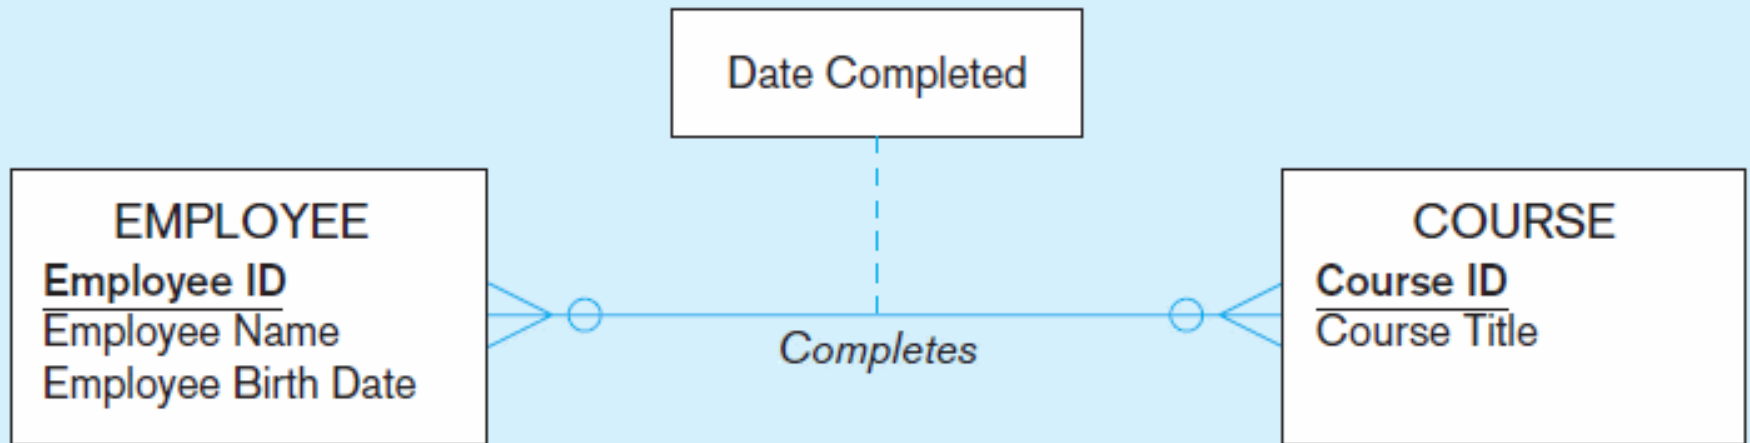 Date Completed
EMPLOYEE
Employee ID
Employee Name
Employee Birth Date
Completes
COURSE
Course ID
Course Title